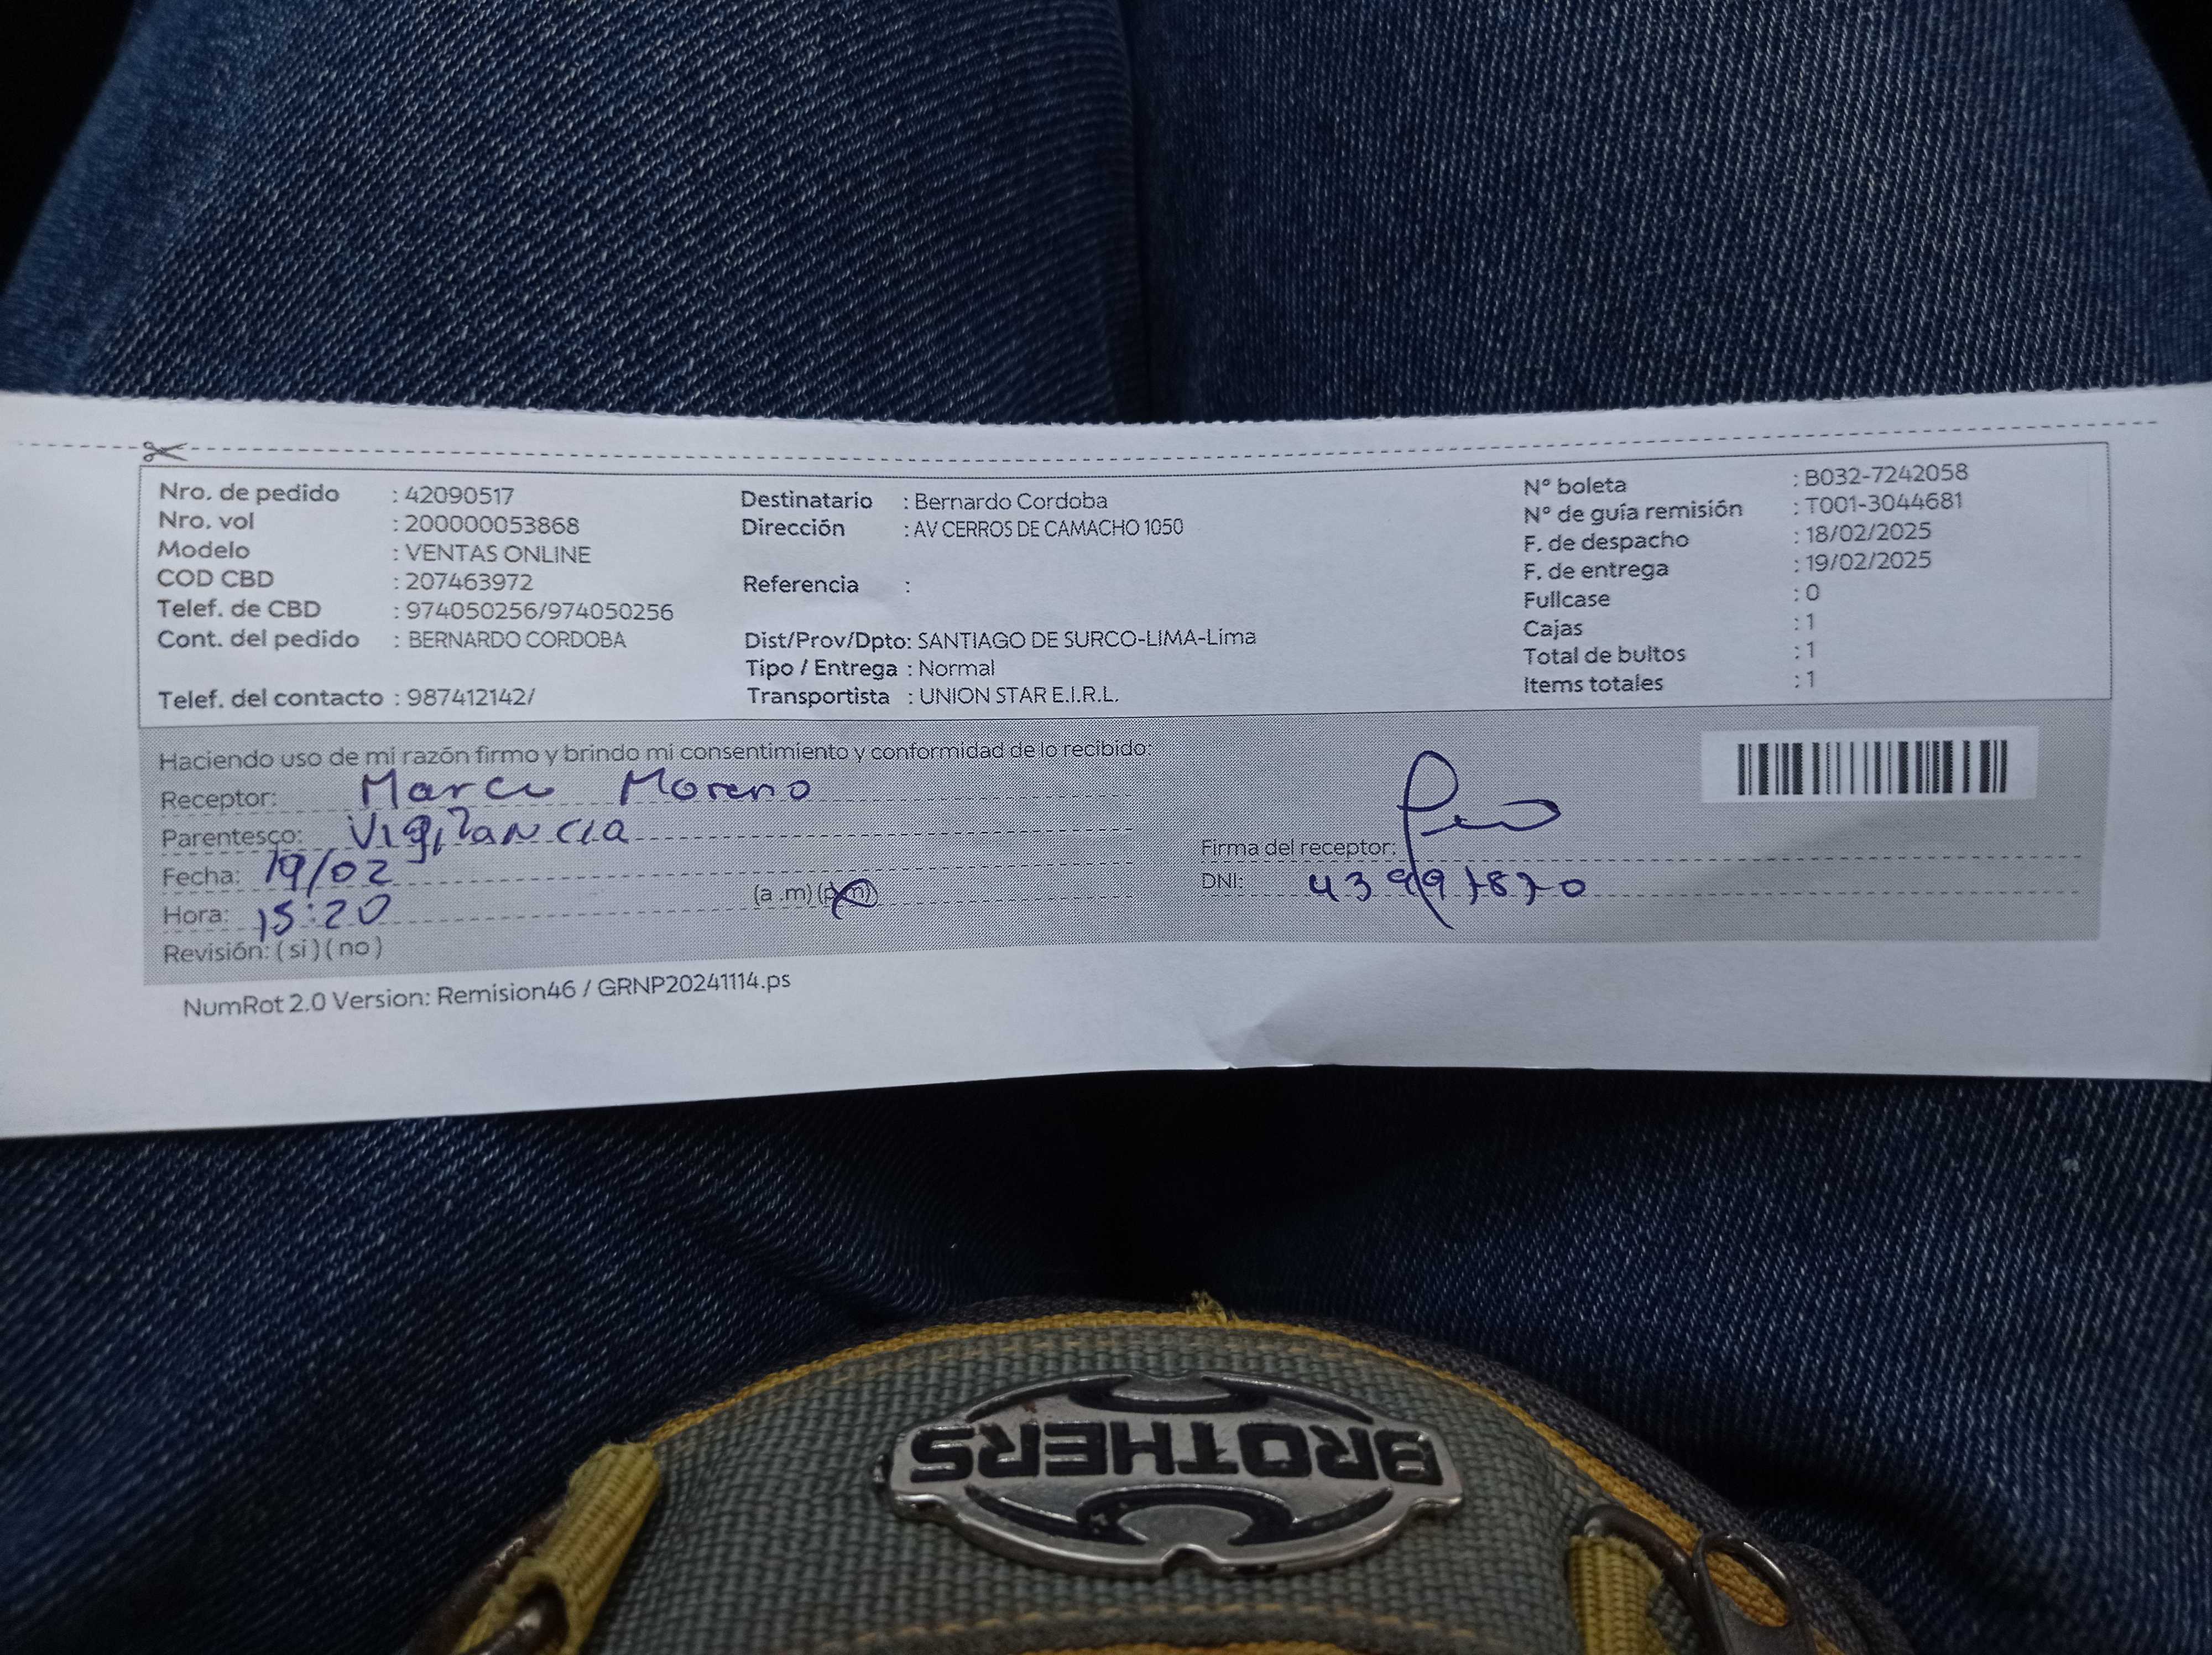 Nro. de pedido : 42090517
Nro. vol : 200000053868
Modelo : VENTAS ONLINE
COD CBD : 207463972
Telef. de CBD : 974050256/974050256
Cont. del pedido : BERNARDO CORDOBA
Telef. del contacto : 987412142/
Destinatario : Bernardo Cordoba
Dirección : AV CERROS DE CAMACHO 1050
Referencia :
Dist/Prov/Dpto: SANTIAGO DE SURCO-LIMA-Lima
Tipo / Entrega : Normal
Transportista : UNION STAR E.I.R.L.
N° boleta : B032-7242058
N° de guía remisión : T001-3044681
F. de despacho : 18/02/2025
F. de entrega : 19/02/2025
Fullcase : 0
Cajas : 1
Total de bultos : 1
Items totales : 1
Haciendo uso de mi razón firmo y brindo mi consentimiento y conformidad de lo recibido:
Receptor: Marco Moreno
Parentesco: Vigilancia
Fecha: 19/02
Hora: 15:20 (a .m) (p.m)
Revisión: ( si ) ( no )
Firma del receptor:
DNI:
NumRot 2.0 Version: Remision46 / GRNP20241114.ps
BROTHERS